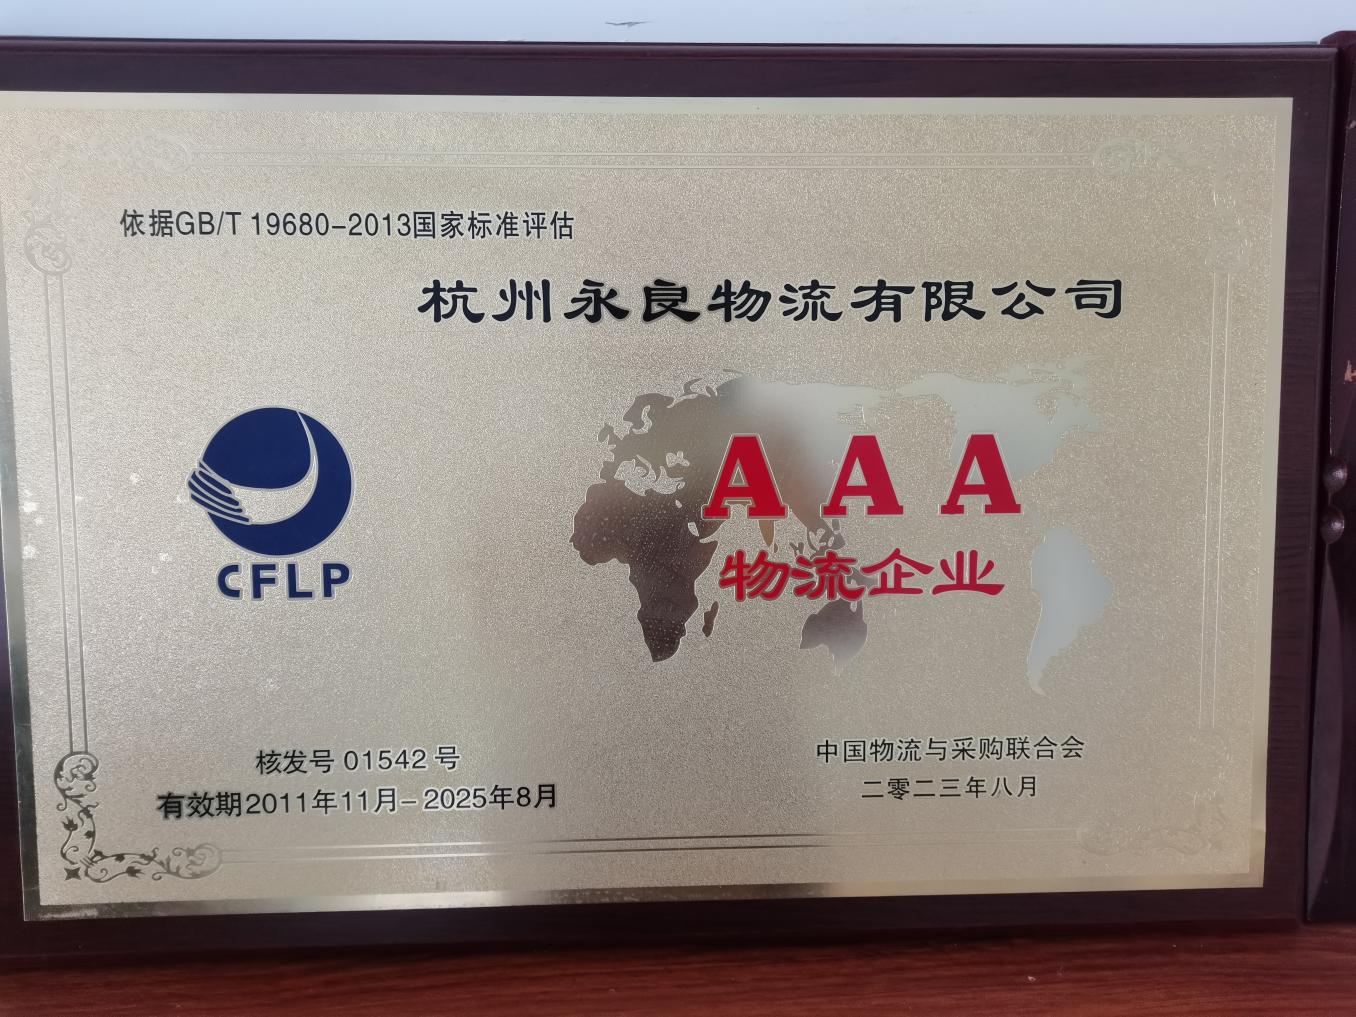 依据GB/T 19680-2013国家标准评估
杭州永良物流有限公司
AAA
物流企业
CFLP
核发号 01542 号
有效期2011年11月-2025年8月
中国物流与采购联合会
二零二三年八月